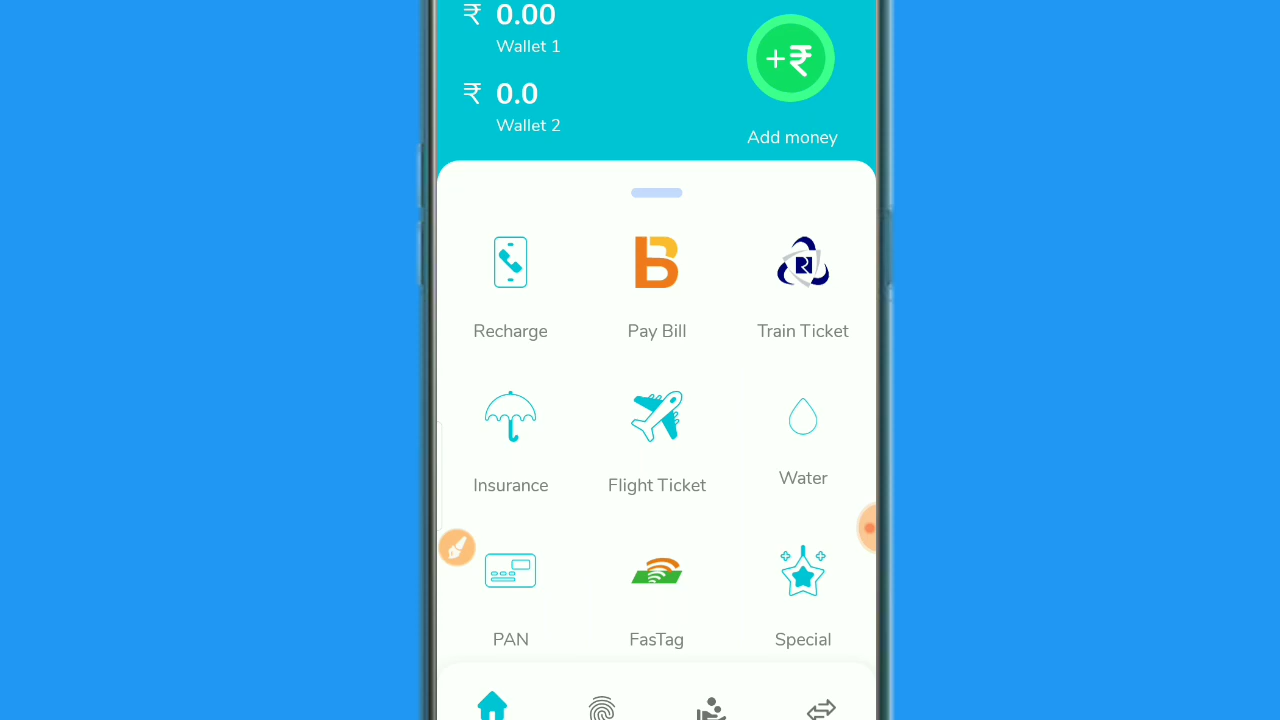 ₹ 0.00
Wallet 1
+₹
₹ 0.0
Wallet 2
Add money
Recharge
Pay Bill
Train Ticket
Insurance
Flight Ticket
Water
PAN
FasTag
Special